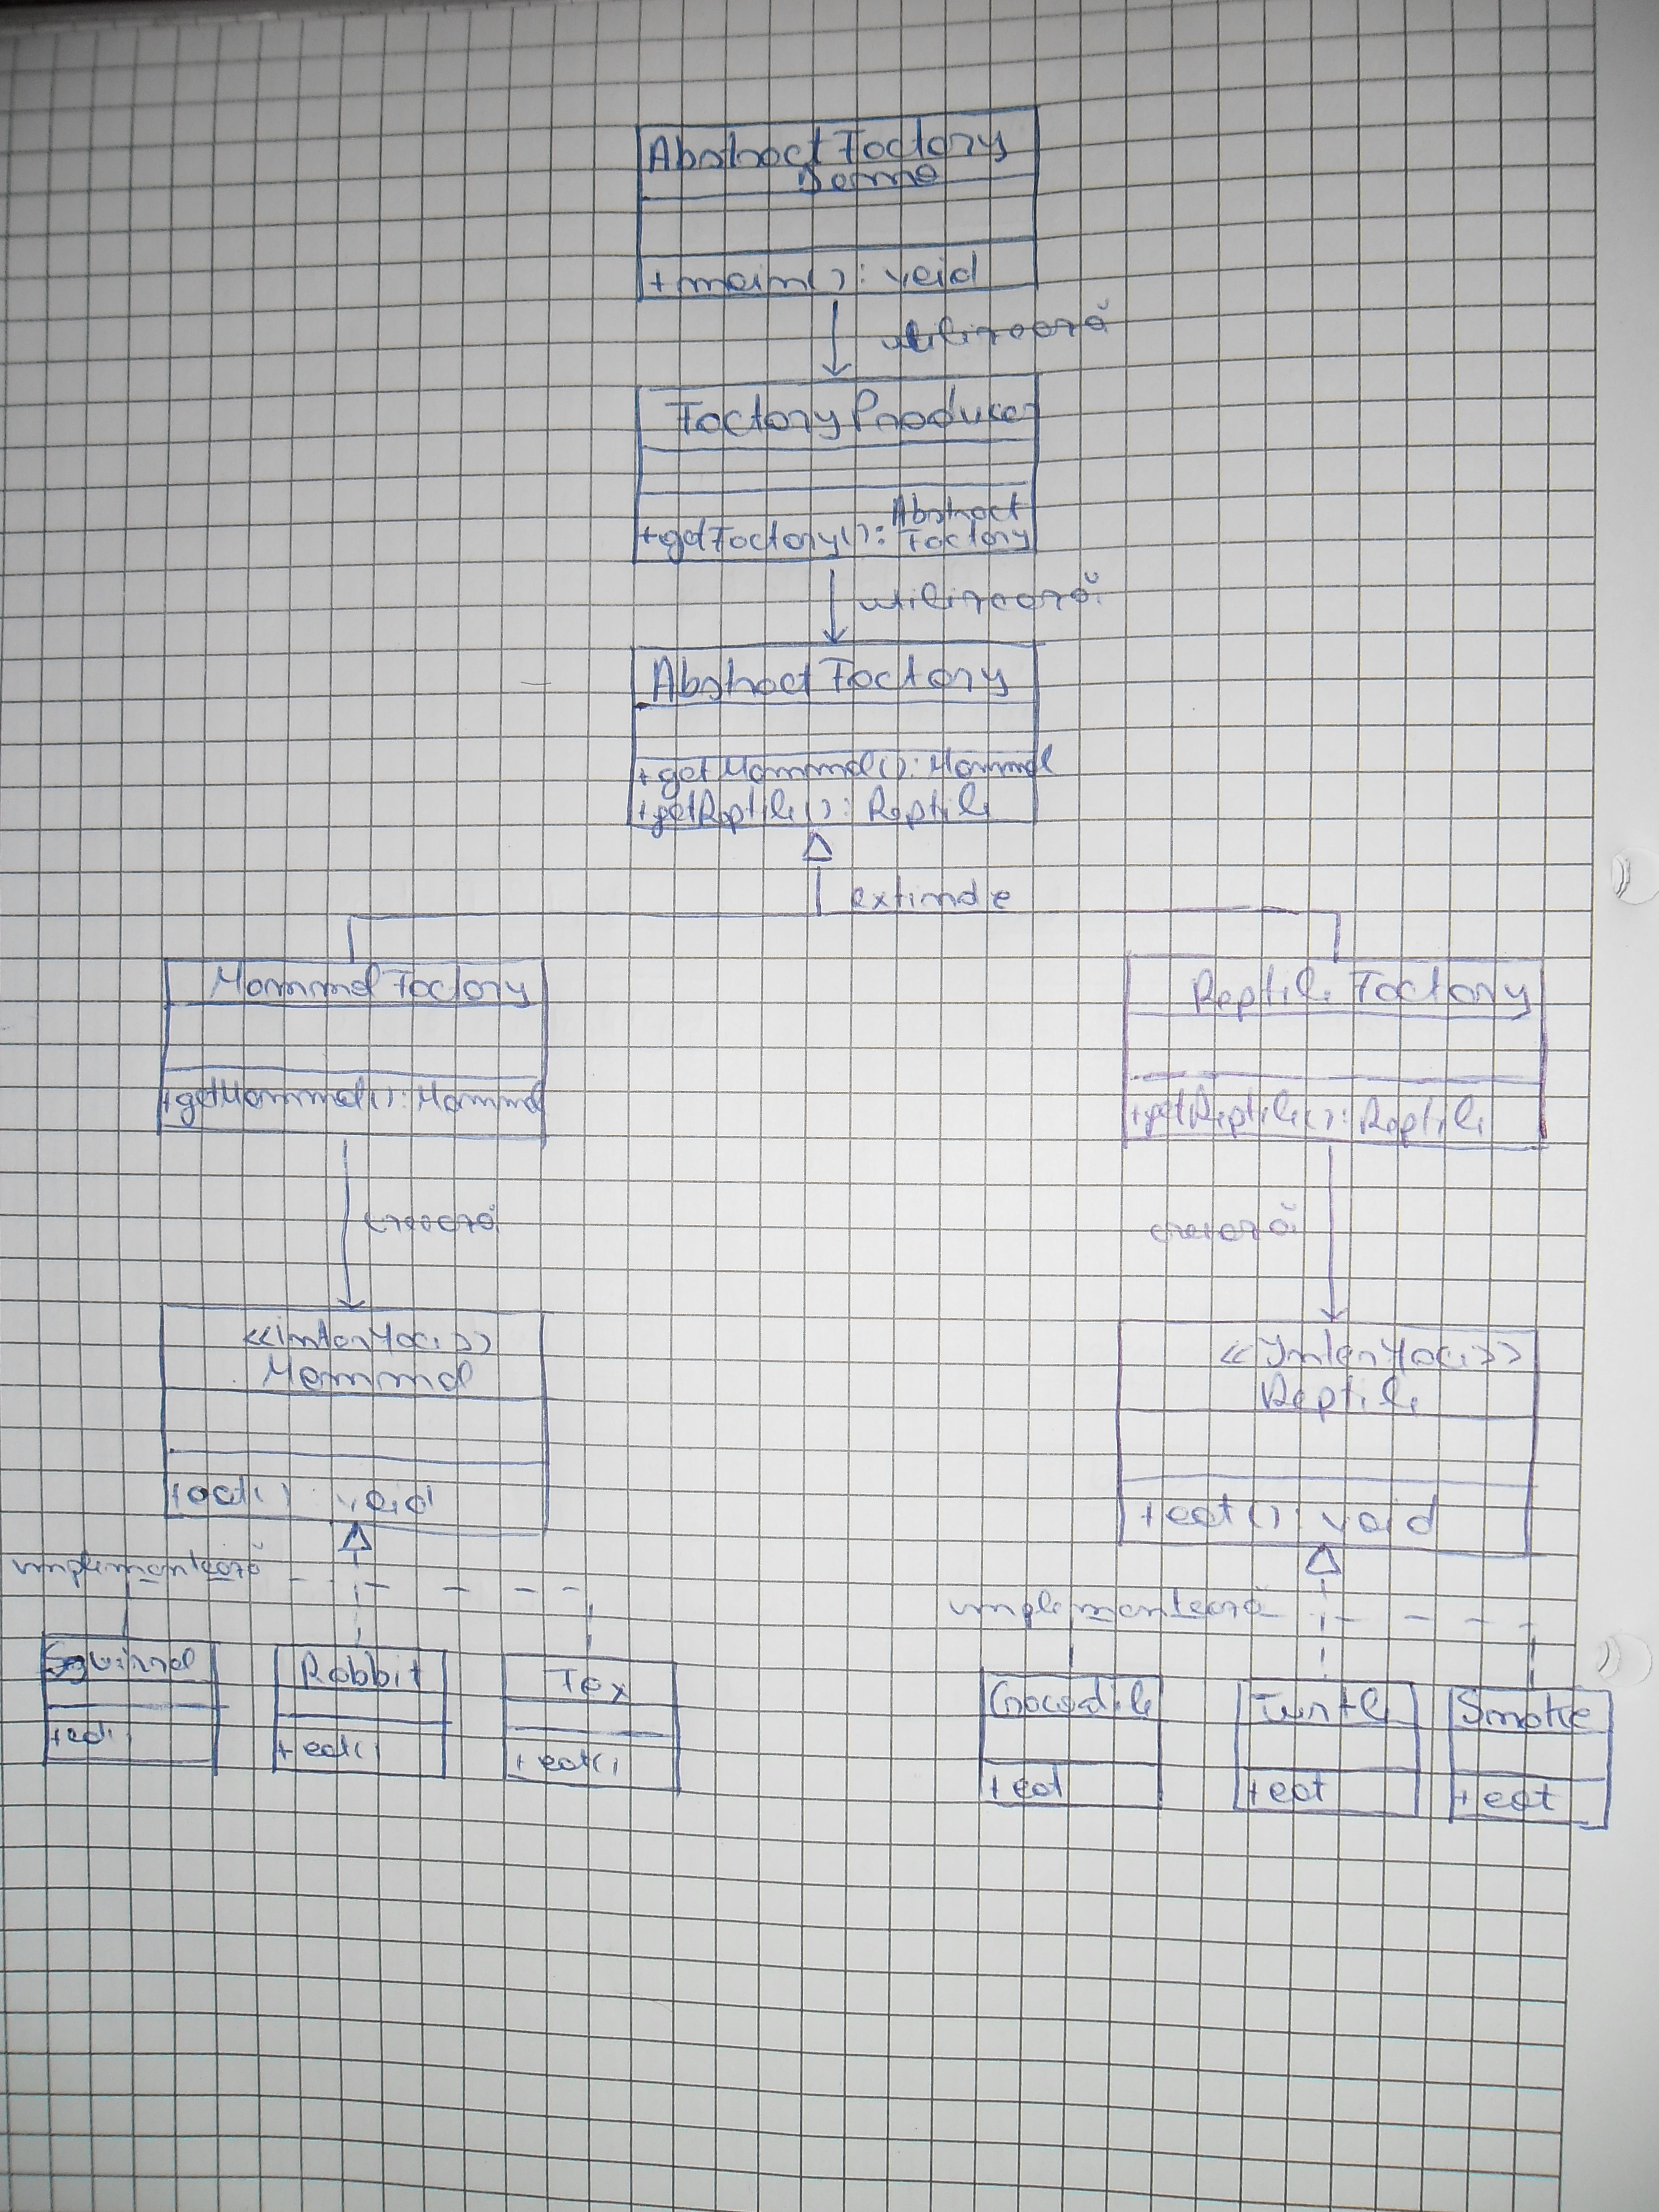 AbstractFactory
Demo
+main(): void
utilizează
FactoryProducer
+getFactory(): Abstract
Factory
utilizează
AbstractFactory
+getMammal(): Mammal
+getReptile(): Reptile
extinde
MammalFactory
ReptileFactory
+getMammal(): Mammal
+getReptile(): Reptile
creează
creează
<<interface>>
Mammal
<<Interface>>
Reptile
+eat() : void
+eat(): void
implementează
implementează
Squirrel
Rabbit
Fox
Crocodile
Turtle
Snake
+eat()
+eat()
+eat()
+eat
+eat
+eat